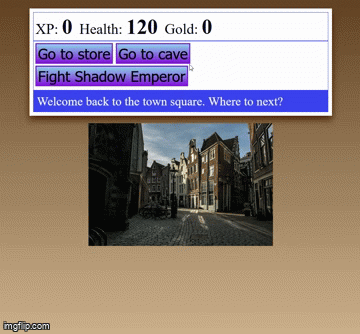 XP: 0 Health: 120 Gold: 0
Go to store Go to cave
Fight Shadow Emperor
Welcome back to the town square. Where to next?
imgflip.com